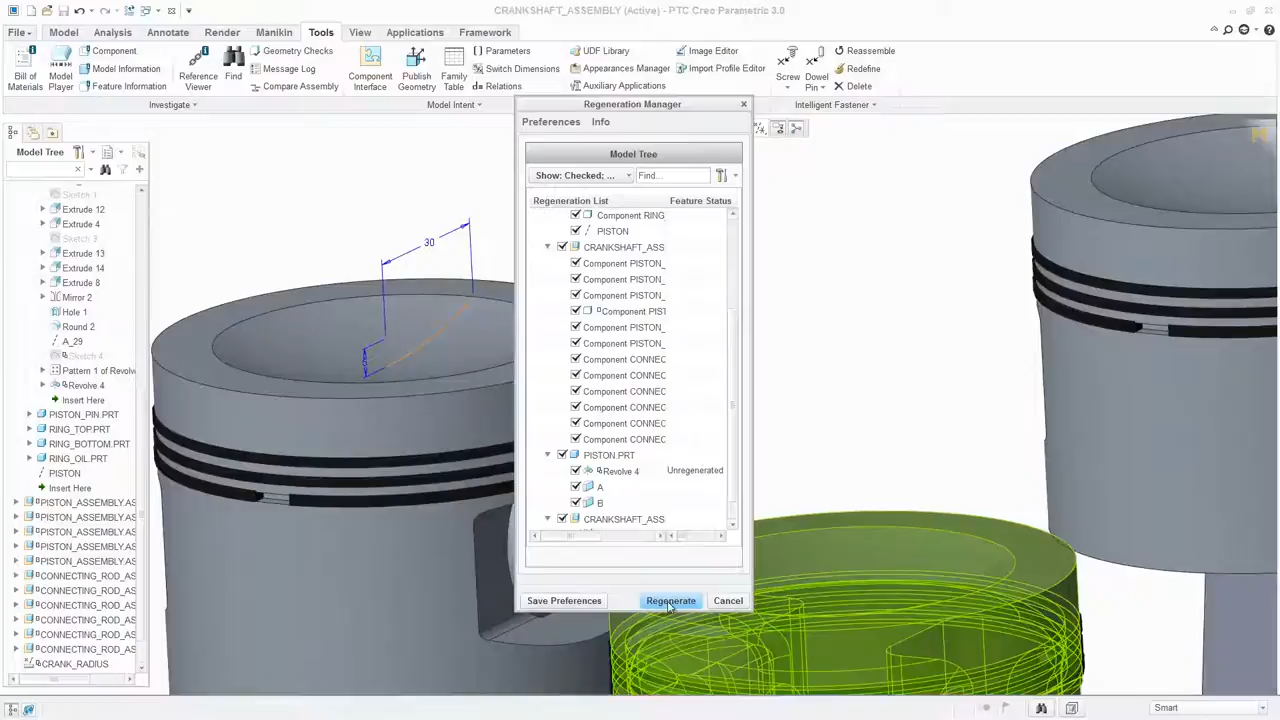 CRANKSHAFT_ASSEMBLY (Active) - PTC Creo Parametric 3.0
File Model Analysis Annotate Render Manikin Tools View Applications Framework
Bill of Materials
Model Player
Component
Model Information
Feature Information
Reference Viewer
Find
Geometry Checks
Message Log
Compare Assembly
Component Interface
Publish Geometry
Family Table
Parameters
Switch Dimensions
Relations
UDF Library
Appearances Manager
Auxiliary Applications
Image Editor
Import Profile Editor
Screw
Dowel Pin
Reassemble
Redefine
Delete
Investigate
Model Intent
Intelligent Fastener
Model Tree
Sketch 1
Extrude 12
Extrude 4
Extrude 13
Extrude 14
Extrude 8
Mirror 2
Hole 1
Round 2
A_29
Sketch 4
Pattern 1 of Revolv
Revolve 4
Insert Here
PISTON_PIN.PRT
RING_TOP.PRT
RING_BOTTOM.PRT
RING_OIL.PRT
PISTON
Insert Here
PISTON_ASSEMBLY.AS
PISTON_ASSEMBLY.AS
PISTON_ASSEMBLY.AS
PISTON_ASSEMBLY.AS
PISTON_ASSEMBLY.AS
CONNECTING_ROD_AS
CONNECTING_ROD_AS
CONNECTING_ROD_AS
CONNECTING_ROD_AS
CONNECTING_ROD_AS
CONNECTING_ROD_AS
CRANK_RADIUS
30
Regeneration Manager
Preferences Info
Model Tree
Show: Checked; ... Find...
Regeneration List Feature Status
Component RING
PISTON
CRANKSHAFT_ASS
Component PISTON_
Component PISTON_
Component PISTON_
Component PIST
Component PISTON_
Component PISTON_
Component CONNEC
Component CONNEC
Component CONNEC
Component CONNEC
Component CONNEC
Component CONNEC
PISTON.PRT
Revolve 4 Unregenerated
A
B
CRANKSHAFT_ASS
Save Preferences Regenerate Cancel
Smart